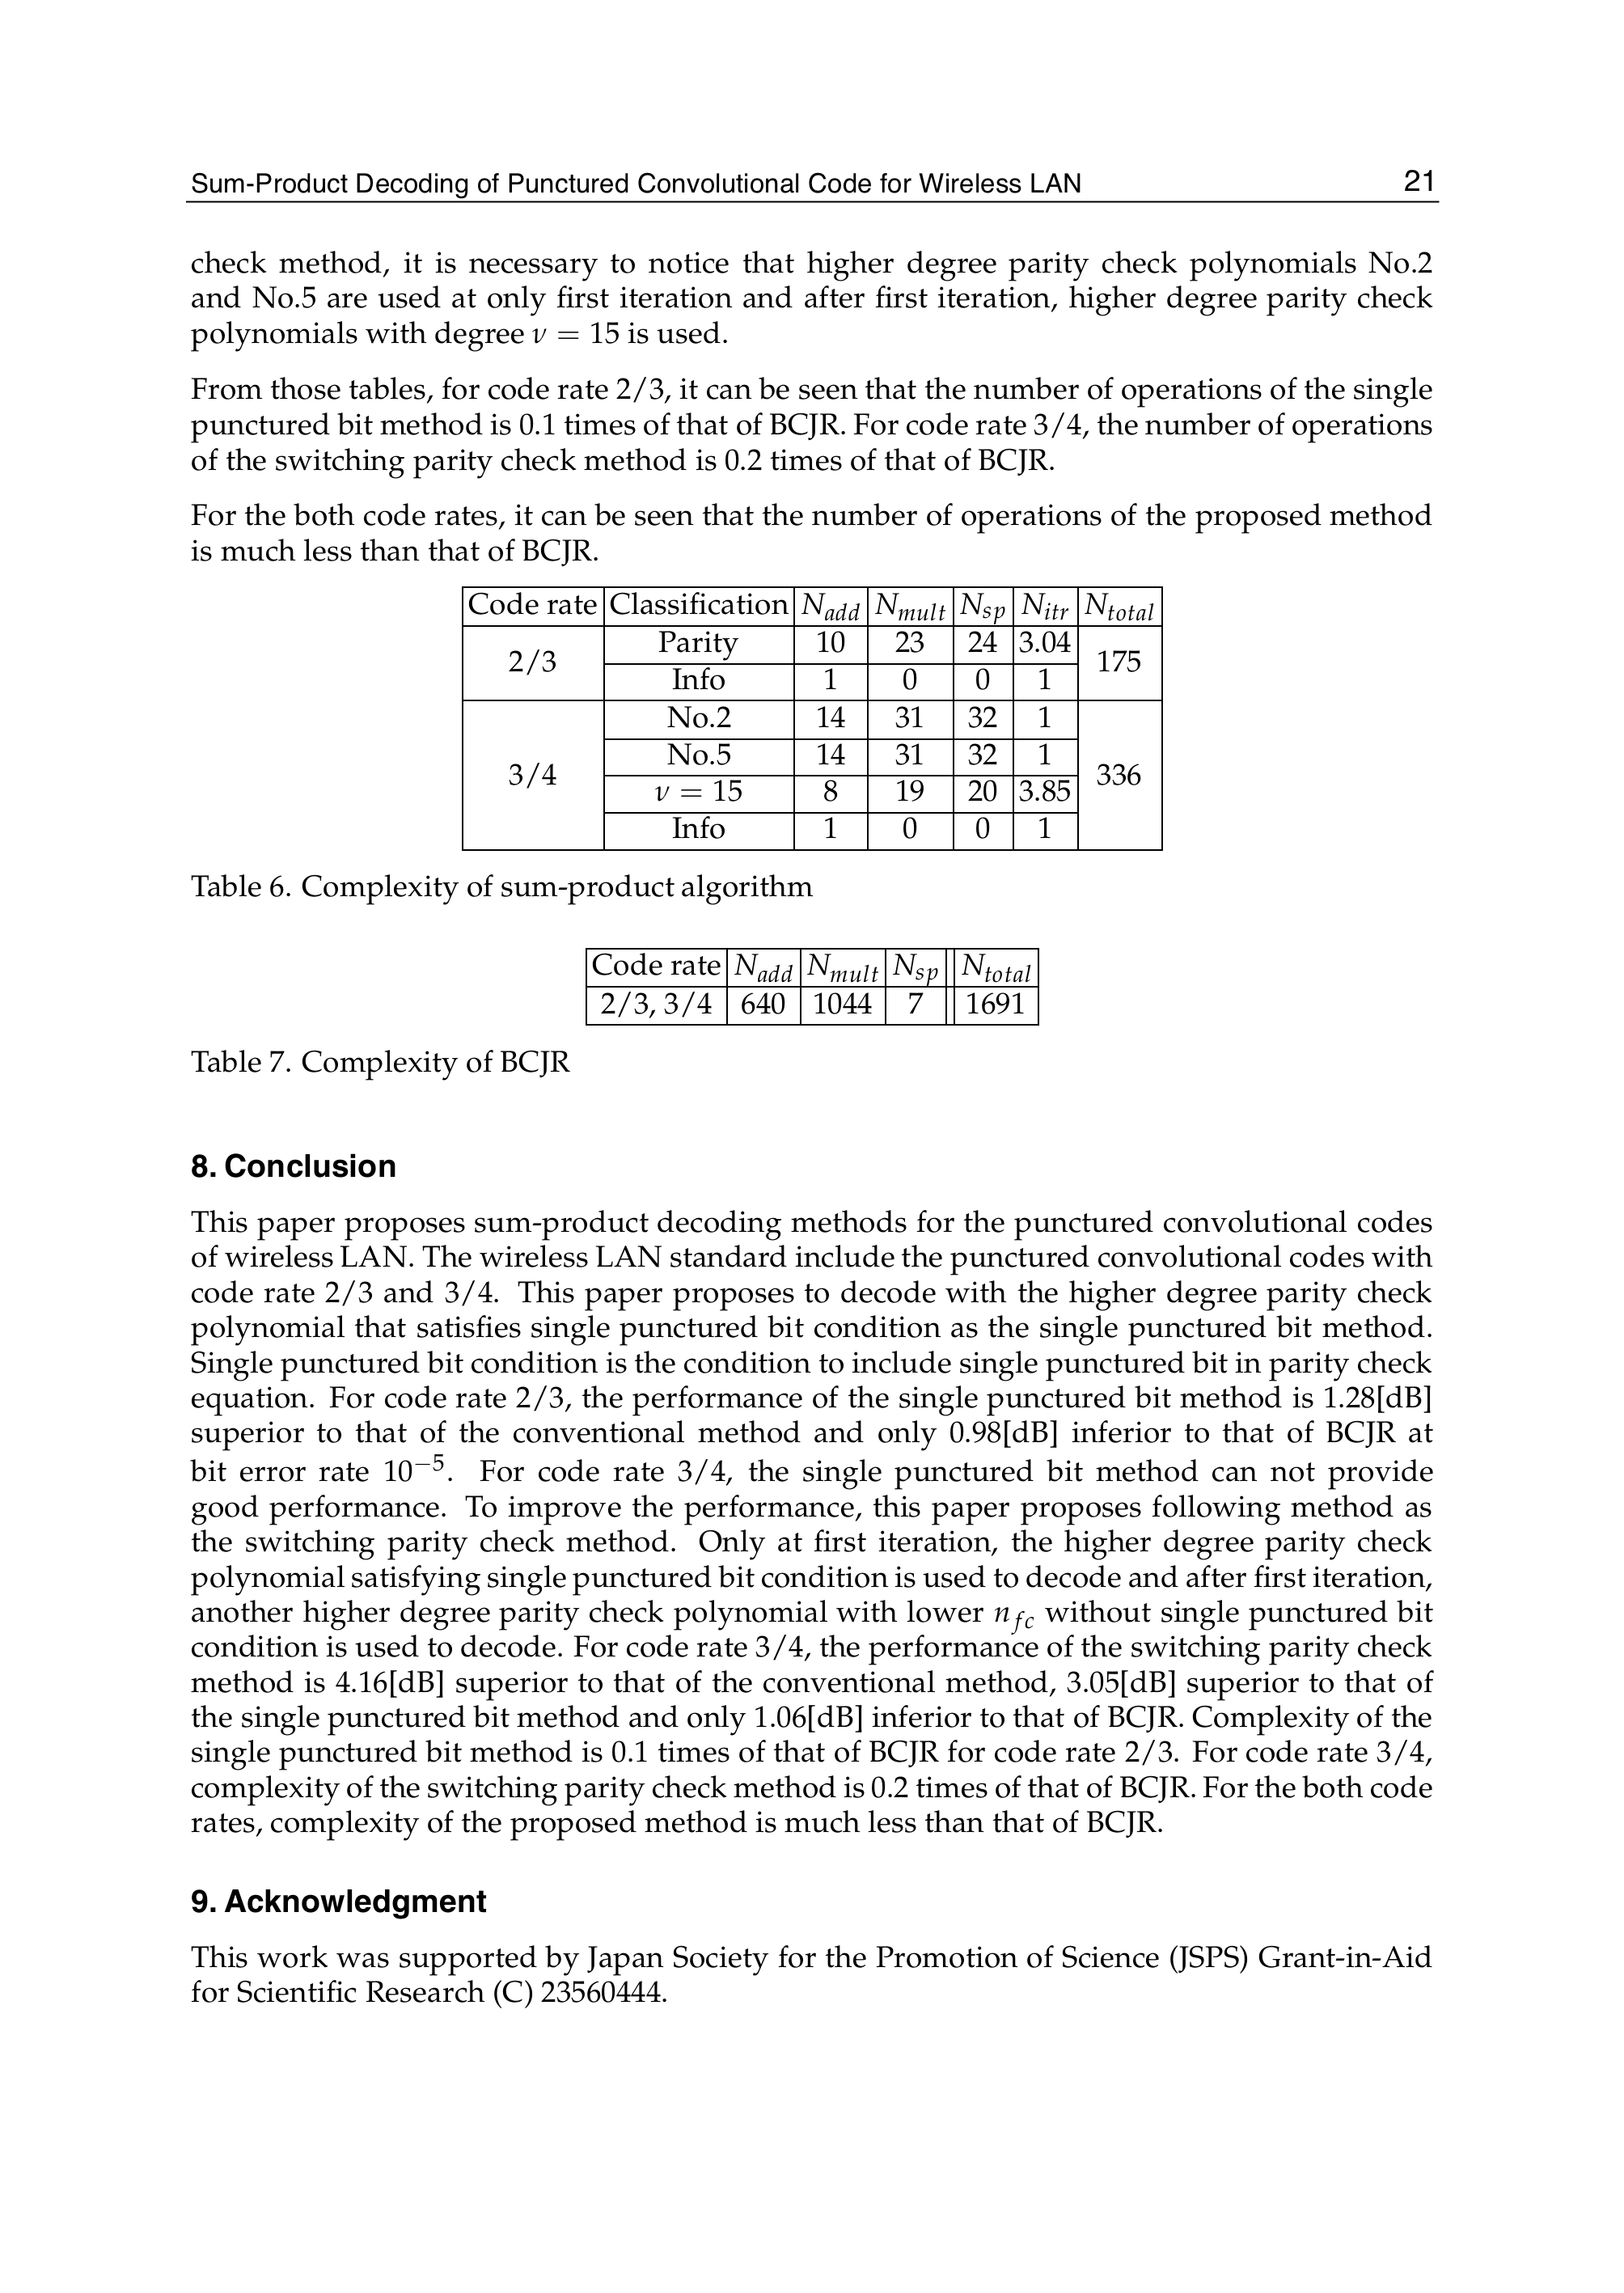 Sum-Product Decoding of Punctured Convolutional Code for Wireless LAN 21
check method, it is necessary to notice that higher degree parity check polynomials No.2
and No.5 are used at only first iteration and after first iteration, higher degree parity check
polynomials with degree ν = 15 is used.
From those tables, for code rate 2/3, it can be seen that the number of operations of the single
punctured bit method is 0.1 times of that of BCJR. For code rate 3/4, the number of operations
of the switching parity check method is 0.2 times of that of BCJR.
For the both code rates, it can be seen that the number of operations of the proposed method
is much less than that of BCJR.
Code rate Classification N_add N_mult N_sp N_itr N_total
2/3 Parity 10 23 24 3.04 175
Info 1 0 0 1
3/4 No.2 14 31 32 1 336
No.5 14 31 32 1
ν = 15 8 19 20 3.85
Info 1 0 0 1
Table 6. Complexity of sum-product algorithm
Code rate N_add N_mult N_sp N_total
2/3, 3/4 640 1044 7 1691
Table 7. Complexity of BCJR
8. Conclusion
This paper proposes sum-product decoding methods for the punctured convolutional codes
of wireless LAN. The wireless LAN standard include the punctured convolutional codes with
code rate 2/3 and 3/4. This paper proposes to decode with the higher degree parity check
polynomial that satisfies single punctured bit condition as the single punctured bit method.
Single punctured bit condition is the condition to include single punctured bit in parity check
equation. For code rate 2/3, the performance of the single punctured bit method is 1.28[dB]
superior to that of the conventional method and only 0.98[dB] inferior to that of BCJR at
bit error rate 10⁻⁵. For code rate 3/4, the single punctured bit method can not provide
good performance. To improve the performance, this paper proposes following method as
the switching parity check method. Only at first iteration, the higher degree parity check
polynomial satisfying single punctured bit condition is used to decode and after first iteration,
another higher degree parity check polynomial with lower n_fc without single punctured bit
condition is used to decode. For code rate 3/4, the performance of the switching parity check
method is 4.16[dB] superior to that of the conventional method, 3.05[dB] superior to that of
the single punctured bit method and only 1.06[dB] inferior to that of BCJR. Complexity of the
single punctured bit method is 0.1 times of that of BCJR for code rate 2/3. For code rate 3/4,
complexity of the switching parity check method is 0.2 times of that of BCJR. For the both code
rates, complexity of the proposed method is much less than that of BCJR.
9. Acknowledgment
This work was supported by Japan Society for the Promotion of Science (JSPS) Grant-in-Aid
for Scientific Research (C) 23560444.